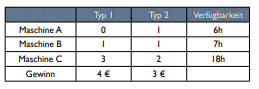 Typ 1 Typ 2 Verfügbarkeit
Maschine A 0 1 6h
Maschine B 1 1 7h
Maschine C 3 2 18h
Gewinn 4 € 3 €